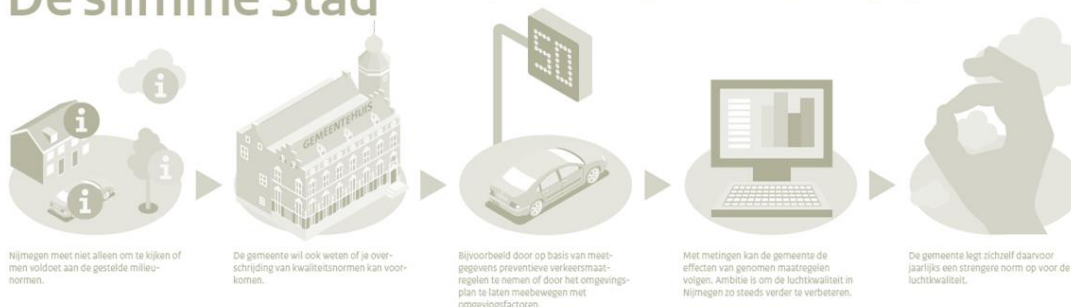 De slimme Stad
i
i
i
i
GEMEENTEHUIS
50
Nijmegen meet niet alleen om te kijken of
men voldoet aan de gestelde milieu-
normen.
De gemeente wil ook weten of je over-
schrijding van kwaliteitsnormen kan voor-
komen.
Bijvoorbeeld door op basis van meet-
gegevens preventieve verkeersmaat-
regelen te nemen of door het omgevings-
plan te laten meebewegen met
omgevingsfactoren.
Met metingen kan de gemeente de
effecten van genomen maatregelen
volgen. Ambitie is om de luchtkwaliteit in
Nijmegen zo steeds verder te verbeteren.
De gemeente legt zichzelf daarvoor
jaarlijks een strengere norm op voor de
luchtkwaliteit.